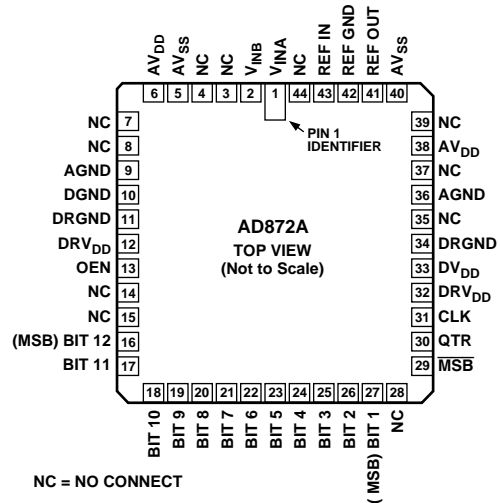 AVDD
AVSS
NC
NC
VINB
VINA
NC
REF IN
REF GND
REF OUT
AVSS
6 5 4 3 2 1 44 43 42 41 40
PIN 1
IDENTIFIER
NC 7
NC 8
AGND 9
DGND 10
DRGND 11
DRVDD 12
OEN 13
NC 14
NC 15
(MSB) BIT 12 16
BIT 11 17
AD872A
TOP VIEW
(Not to Scale)
39 NC
38 AVDD
37 NC
36 AGND
35 NC
34 DRGND
33 DVDD
32 DRVDD
31 CLK
30 QTR
29 MSB
18 19 20 21 22 23 24 25 26 27 28
BIT 10
BIT 9
BIT 8
BIT 7
BIT 6
BIT 5
BIT 4
BIT 3
BIT 2
( MSB) BIT 1
NC
NC = NO CONNECT